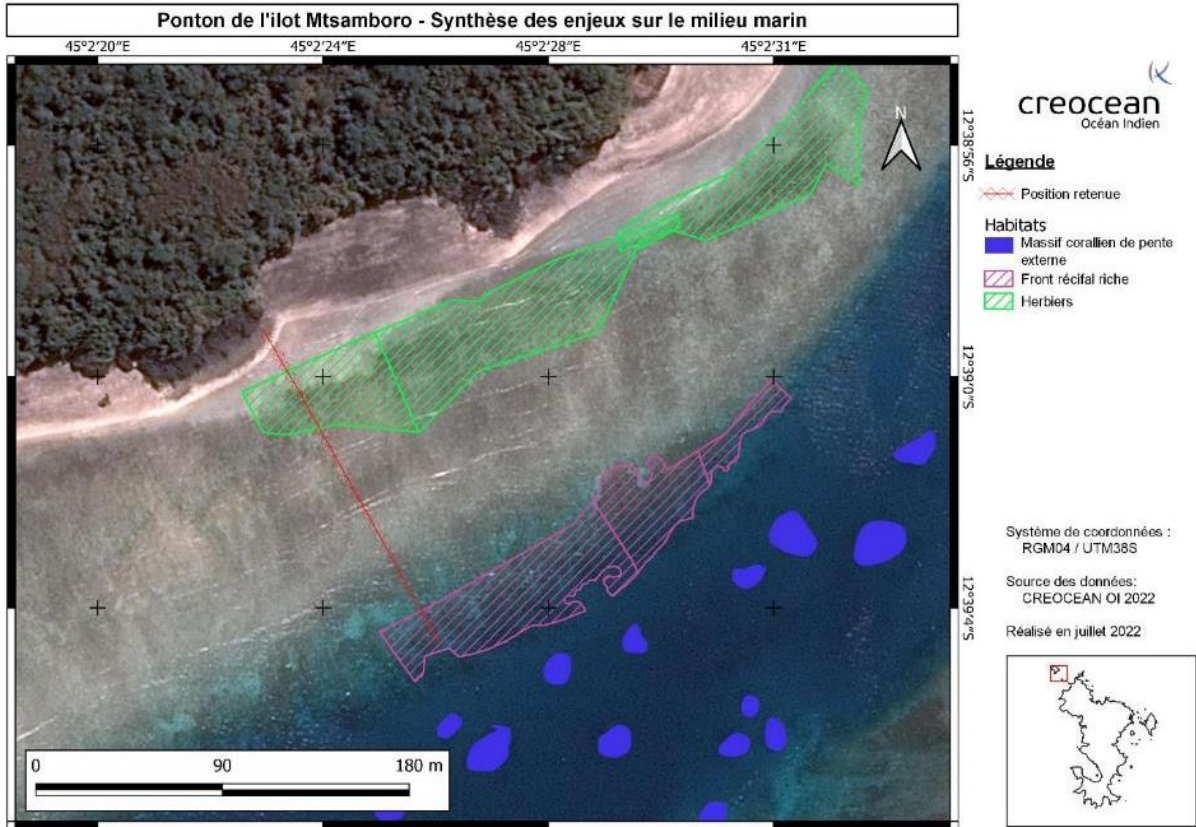 Ponton de l'ilot Mtsamboro - Synthèse des enjeux sur le milieu marin
45°2'20"E 45°2'24"E 45°2'28"E 45°2'31"E
N
12°38'56"S
12°39'0"S
12°39'4"S
0 90 180 m
creocean
Océan Indien
Légende
Position retenue
Habitats
Massif corallien de pente
externe
Front récifal riche
Herbiers
Système de coordonnées :
RGM04 / UTM38S
Source des données:
CREOCEAN OI 2022
Réalisé en juillet 2022